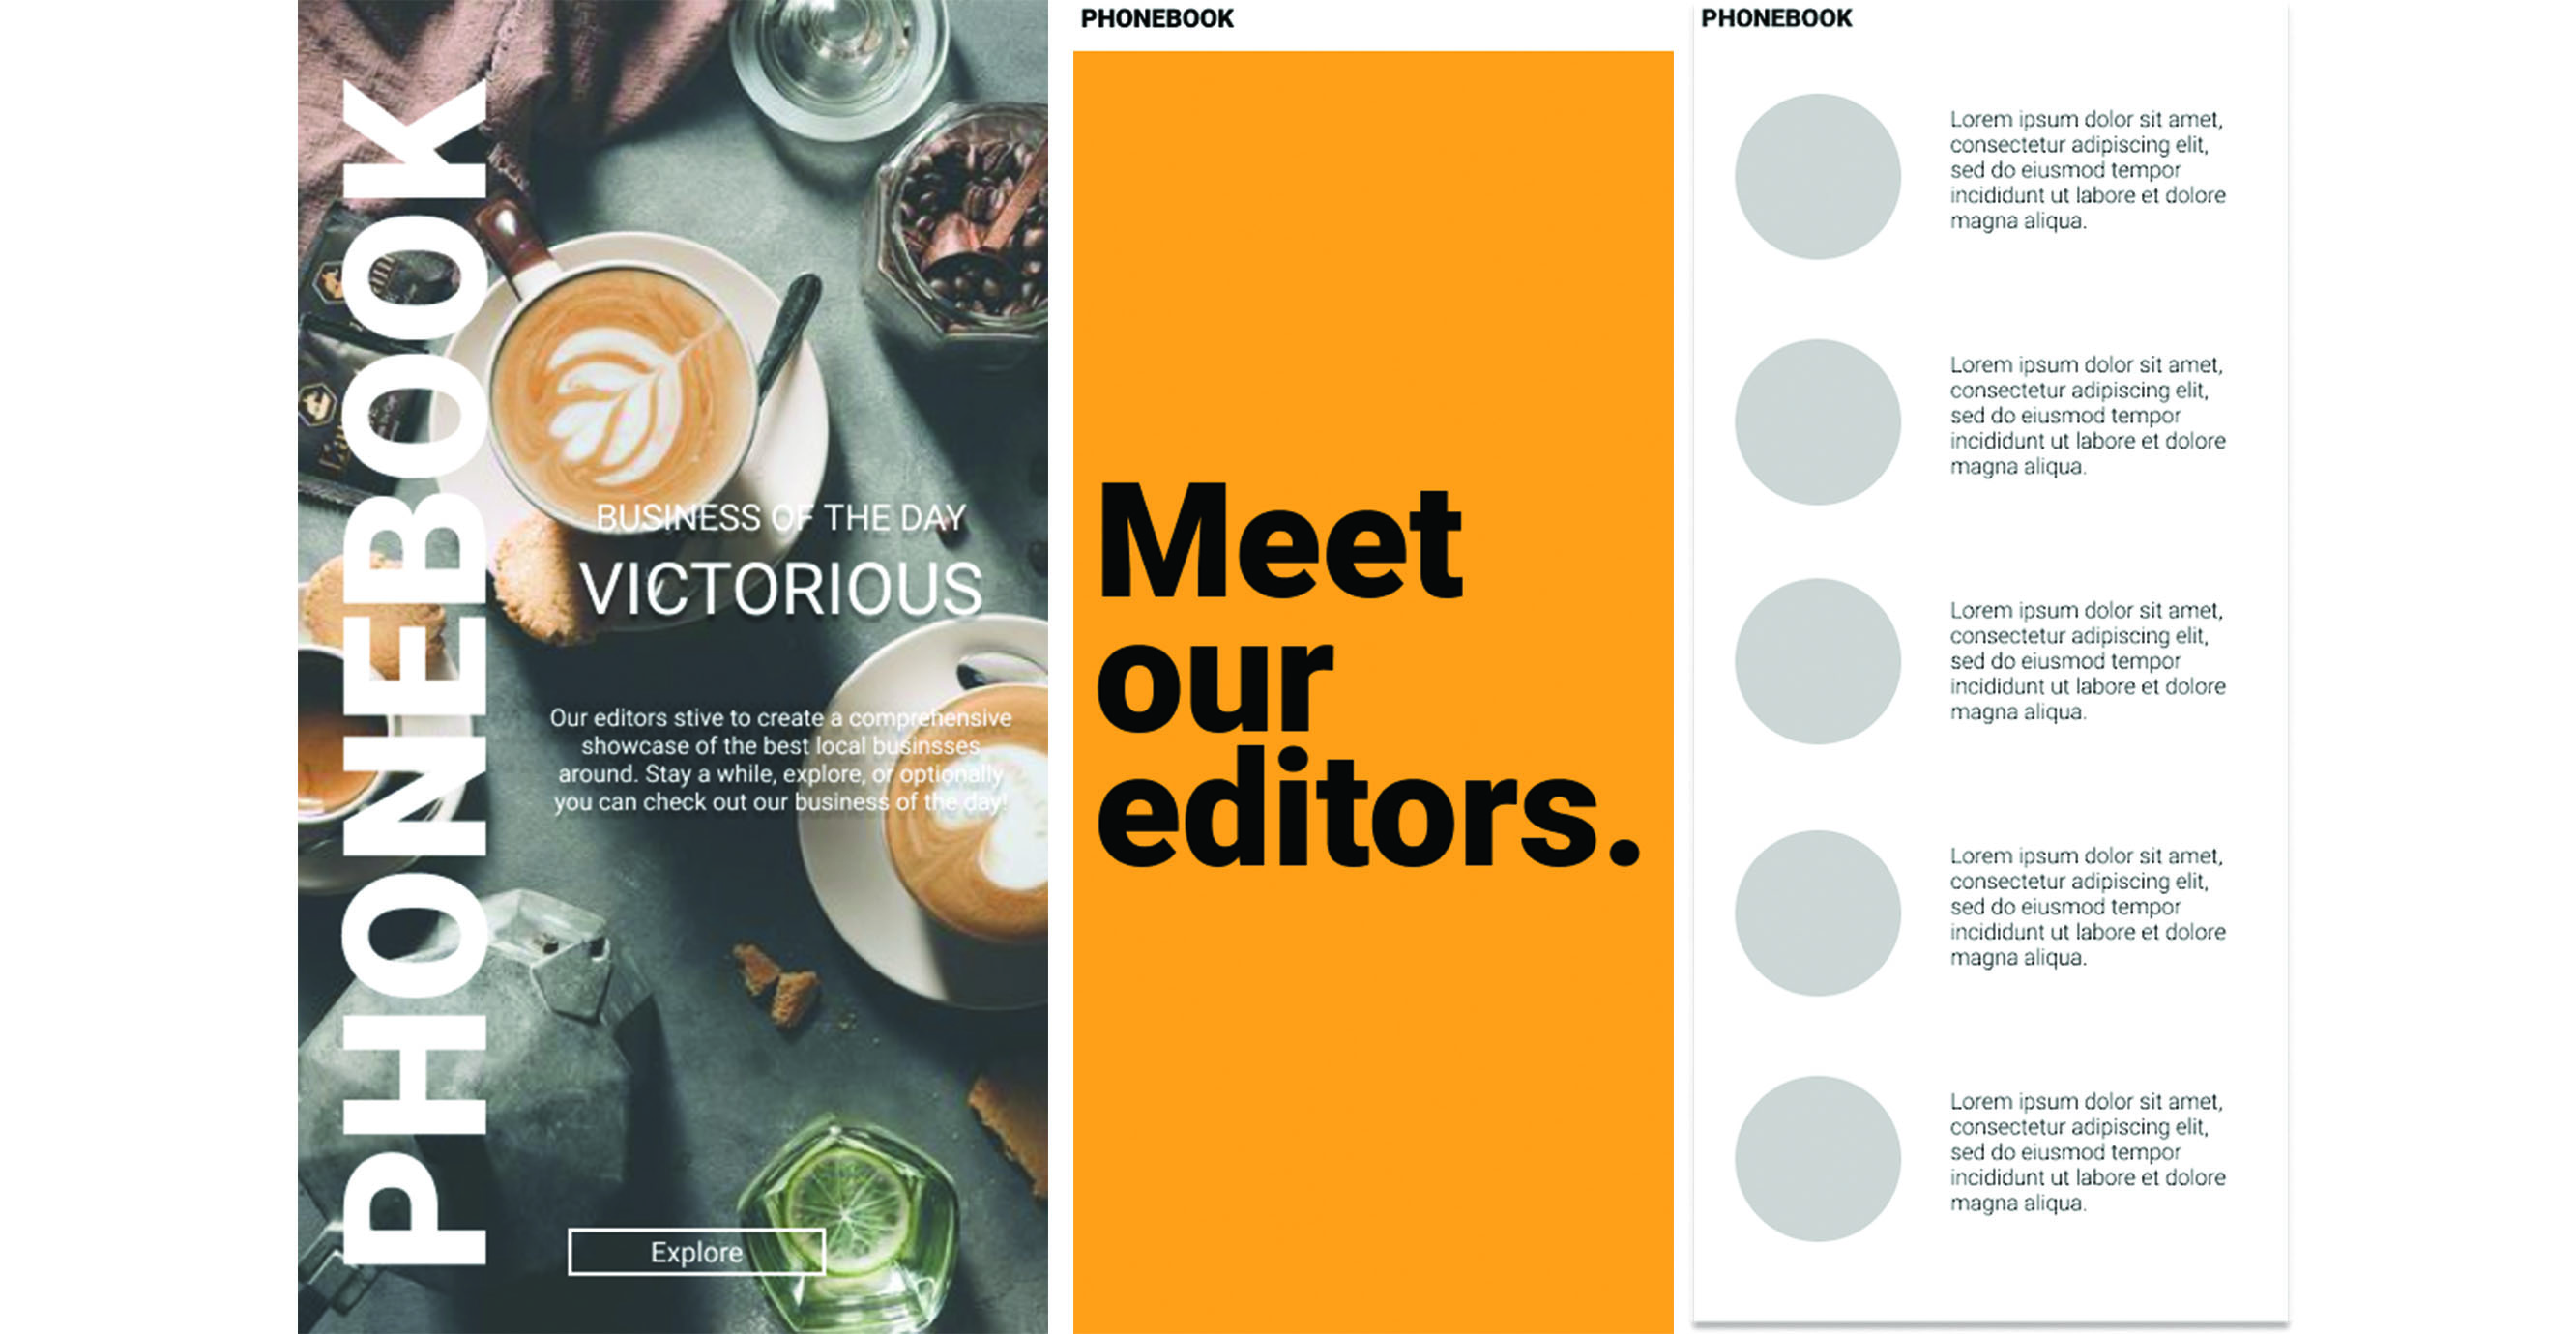 PHONEBOOK
BUSINESS OF THE DAY
VICTORIOUS
Our editors stive to create a comprehensive
showcase of the best local businsses
around. Stay a while, explore, or optionally
you can check out our business of the day!
Explore
PHONEBOOK
Meet
our
editors.
PHONEBOOK
Lorem ipsum dolor sit amet,
consectetur adipiscing elit,
sed do eiusmod tempor
incididunt ut labore et dolore
magna aliqua.
Lorem ipsum dolor sit amet,
consectetur adipiscing elit,
sed do eiusmod tempor
incididunt ut labore et dolore
magna aliqua.
Lorem ipsum dolor sit amet,
consectetur adipiscing elit,
sed do eiusmod tempor
incididunt ut labore et dolore
magna aliqua.
Lorem ipsum dolor sit amet,
consectetur adipiscing elit,
sed do eiusmod tempor
incididunt ut labore et dolore
magna aliqua.
Lorem ipsum dolor sit amet,
consectetur adipiscing elit,
sed do eiusmod tempor
incididunt ut labore et dolore
magna aliqua.